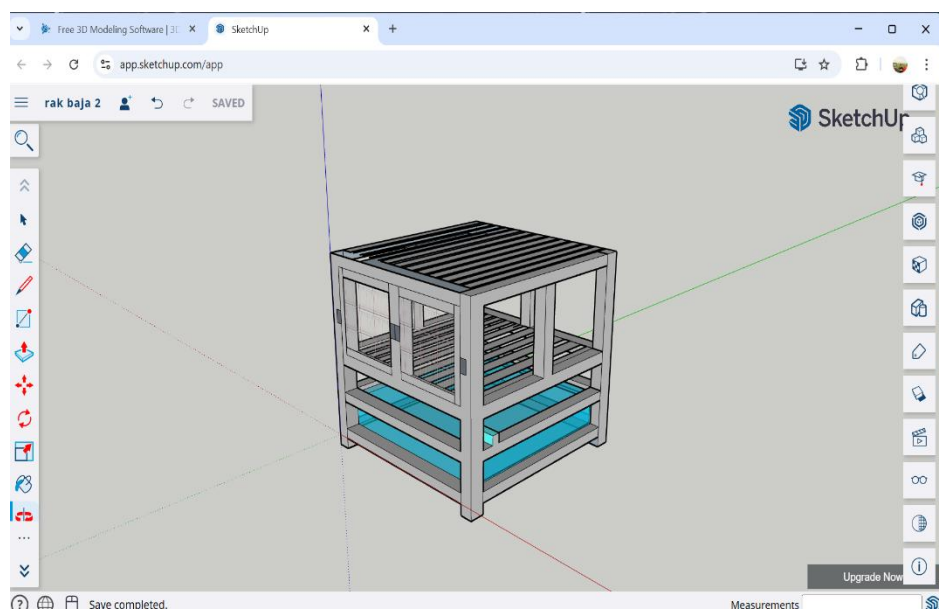 Free 3D Modeling Software | 3D
SketchUp
app.sketchup.com/app
rak baja 2
SAVED
SketchUp
Upgrade Now
Save completed.
Measurements